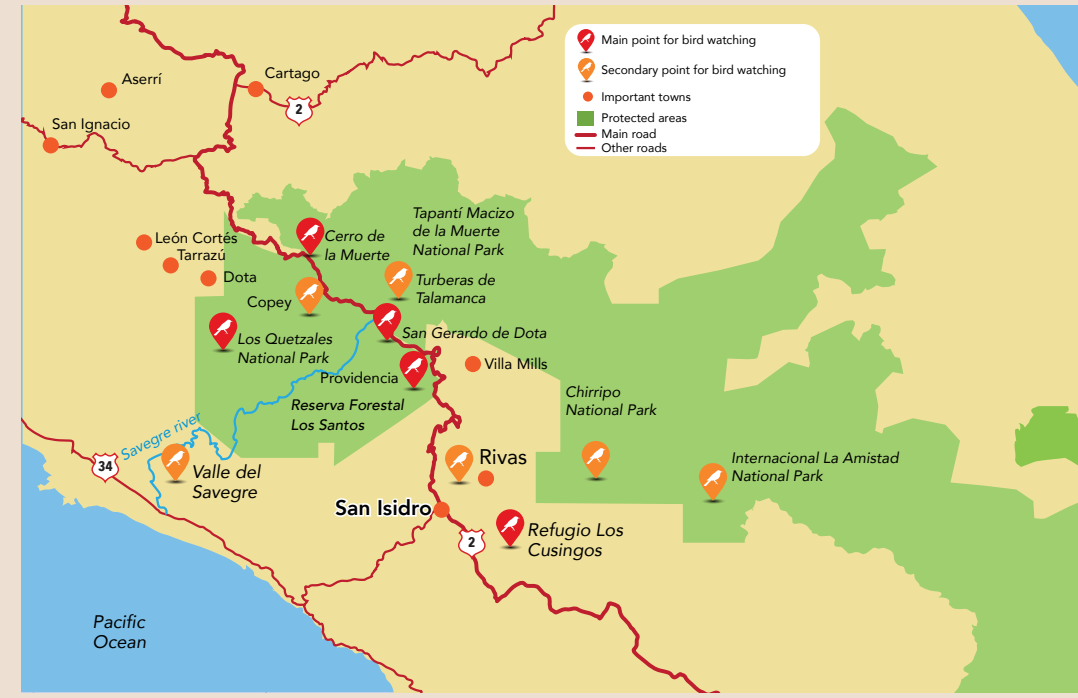 Main point for bird watching
Secondary point for bird watching
Important towns
Protected areas
Main road
Other roads
Aserrí
Cartago
2
San Ignacio
Tapantí Macizo
de la Muerte
National Park
León Cortés
Tarrazú
Dota
Cerro de
la Muerte
Turberas de
Talamanca
Copey
Los Quetzales
National Park
San Gerardo de Dota
Villa Mills
Providencia
Reserva Forestal
Los Santos
Chirripo
National Park
Savegre river
34
Valle del
Savegre
Rivas
Internacional La Amistad
National Park
San Isidro
2
Refugio Los
Cusingos
Pacific
Ocean